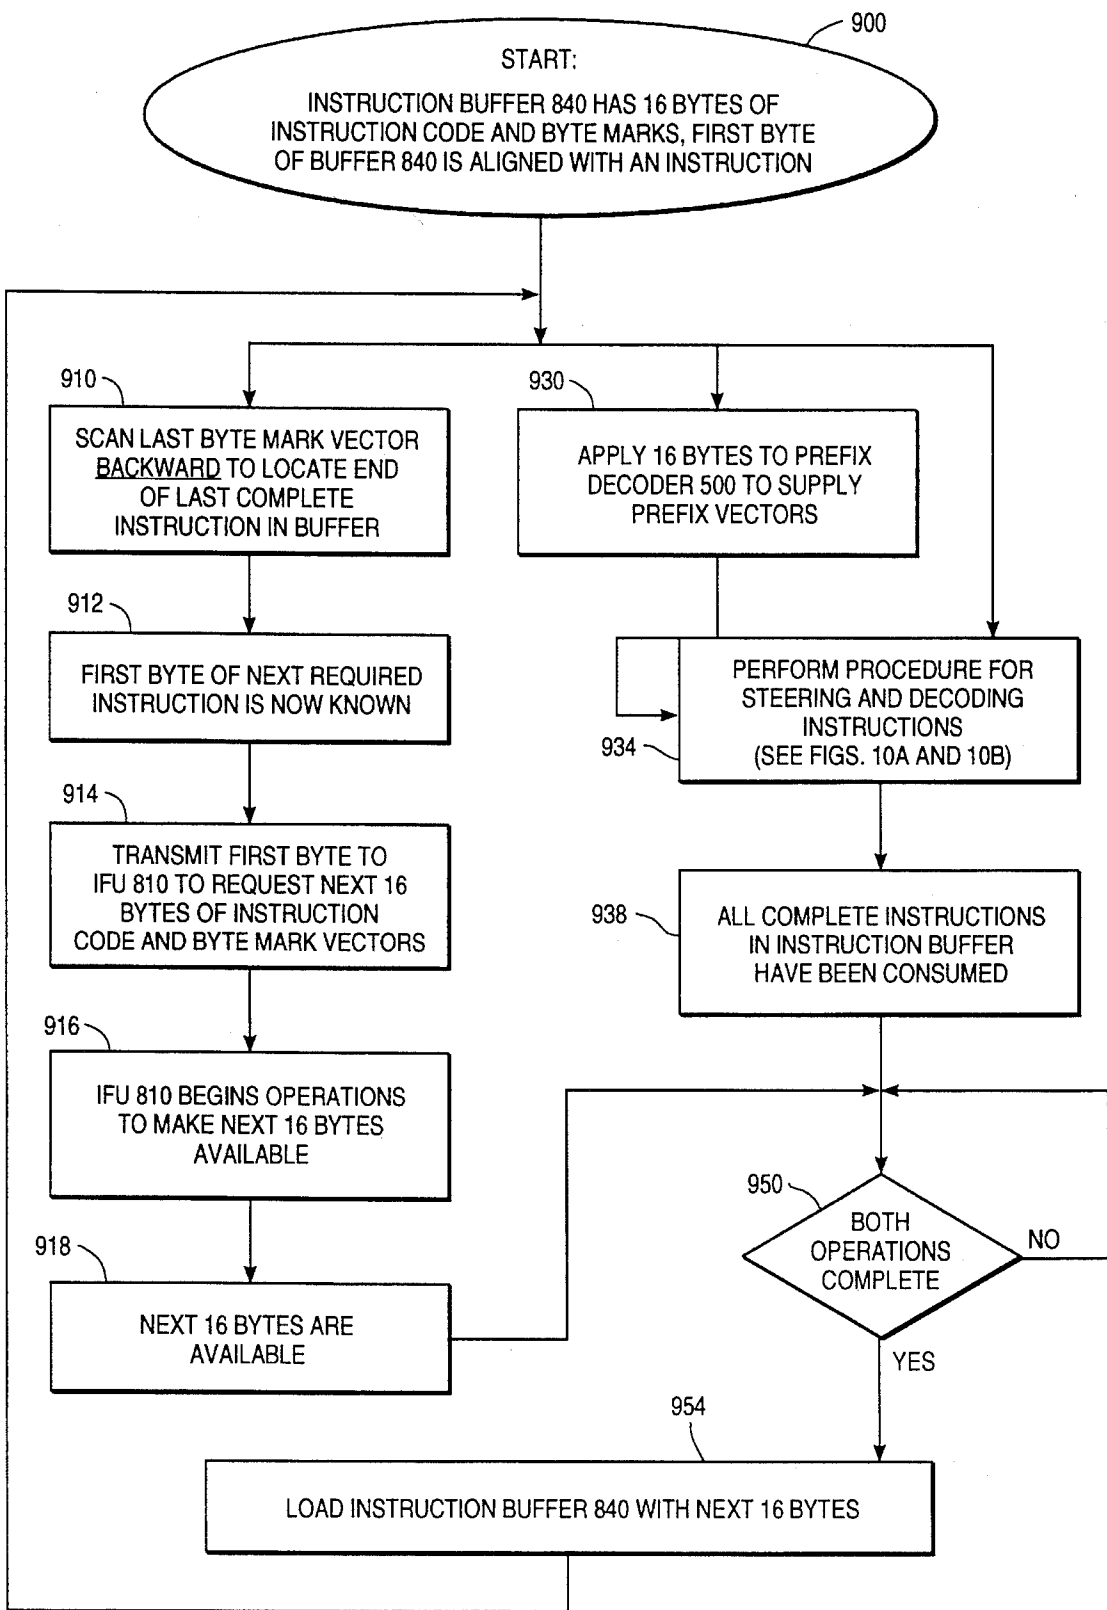 900
START:
INSTRUCTION BUFFER 840 HAS 16 BYTES OF
INSTRUCTION CODE AND BYTE MARKS, FIRST BYTE
OF BUFFER 840 IS ALIGNED WITH AN INSTRUCTION
910
SCAN LAST BYTE MARK VECTOR
BACKWARD TO LOCATE END
OF LAST COMPLETE
INSTRUCTION IN BUFFER
930
APPLY 16 BYTES TO PREFIX
DECODER 500 TO SUPPLY
PREFIX VECTORS
912
FIRST BYTE OF NEXT REQUIRED
INSTRUCTION IS NOW KNOWN
934
PERFORM PROCEDURE FOR
STEERING AND DECODING
INSTRUCTIONS
(SEE FIGS. 10A AND 10B)
914
TRANSMIT FIRST BYTE TO
IFU 810 TO REQUEST NEXT 16
BYTES OF INSTRUCTION
CODE AND BYTE MARK VECTORS
938
ALL COMPLETE INSTRUCTIONS
IN INSTRUCTION BUFFER
HAVE BEEN CONSUMED
916
IFU 810 BEGINS OPERATIONS
TO MAKE NEXT 16 BYTES
AVAILABLE
918
NEXT 16 BYTES ARE
AVAILABLE
950
BOTH
OPERATIONS
COMPLETE
NO
YES
954
LOAD INSTRUCTION BUFFER 840 WITH NEXT 16 BYTES